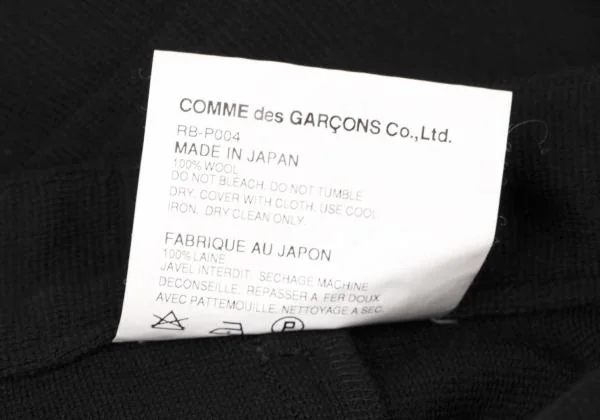 COMME des GARÇONS Co.,Ltd.
RB-P004
MADE IN JAPAN
100% WOOL
DO NOT BLEACH. DO NOT TUMBLE
DRY. COVER WITH CLOTH. USE COOL
IRON. DRY CLEAN ONLY.
FABRIQUE AU JAPON
100% LAINE
JAVEL INTERDIT. SECHAGE MACHINE
DECONSEILLE. REPASSER A FER DOUX
AVEC PATTEMOUILLE. NETTOYAGE A SEC.
P